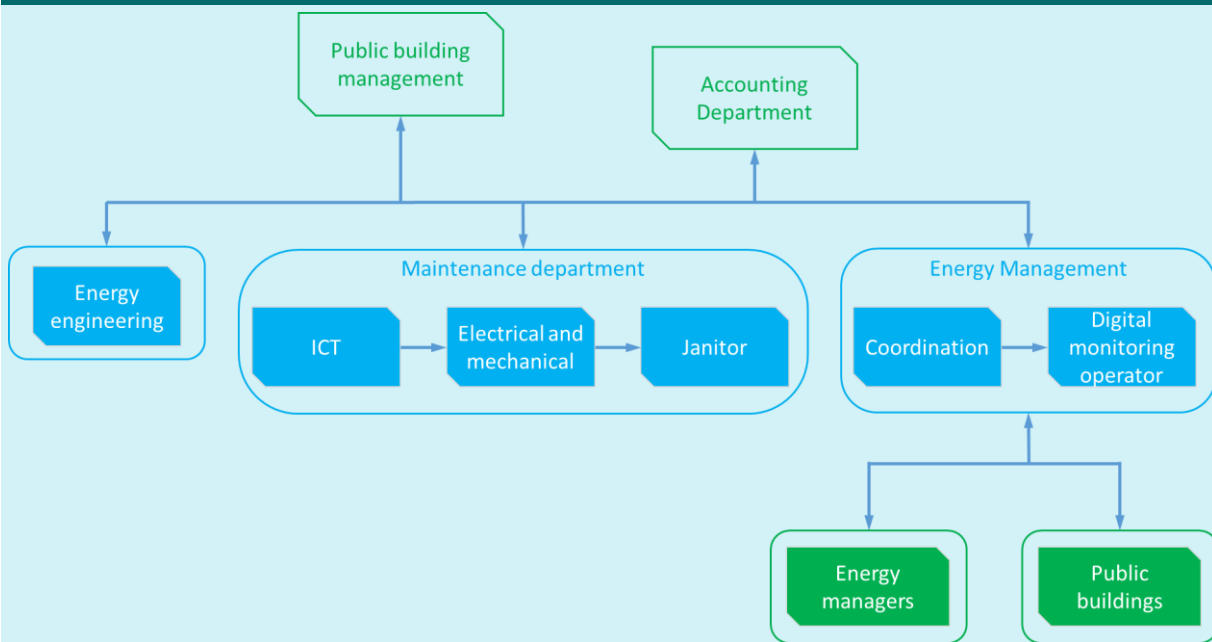 Public building
management
Accounting
Department
Energy
engineering
Maintenance department
ICT
Electrical and
mechanical
Janitor
Energy Management
Coordination
Digital
monitoring
operator
Energy
managers
Public
buildings